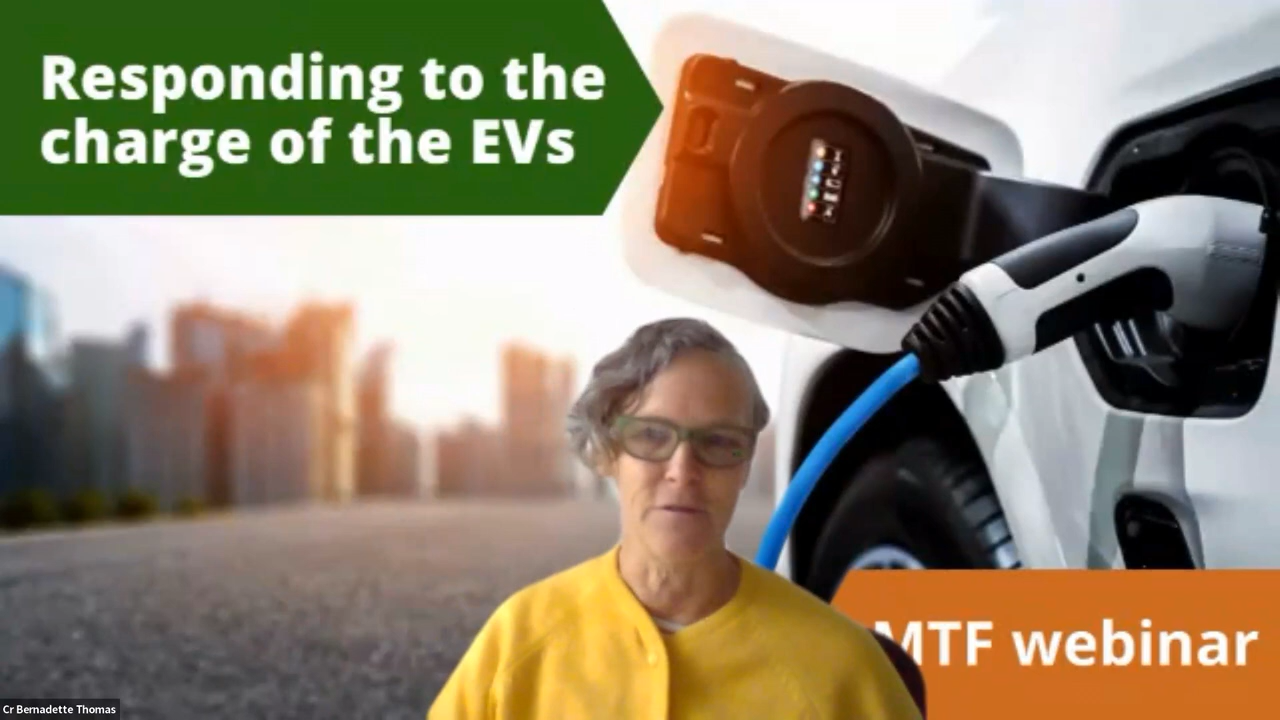 Responding to the
charge of the EVs
MTF webinar
Cr Bernadette Thomas